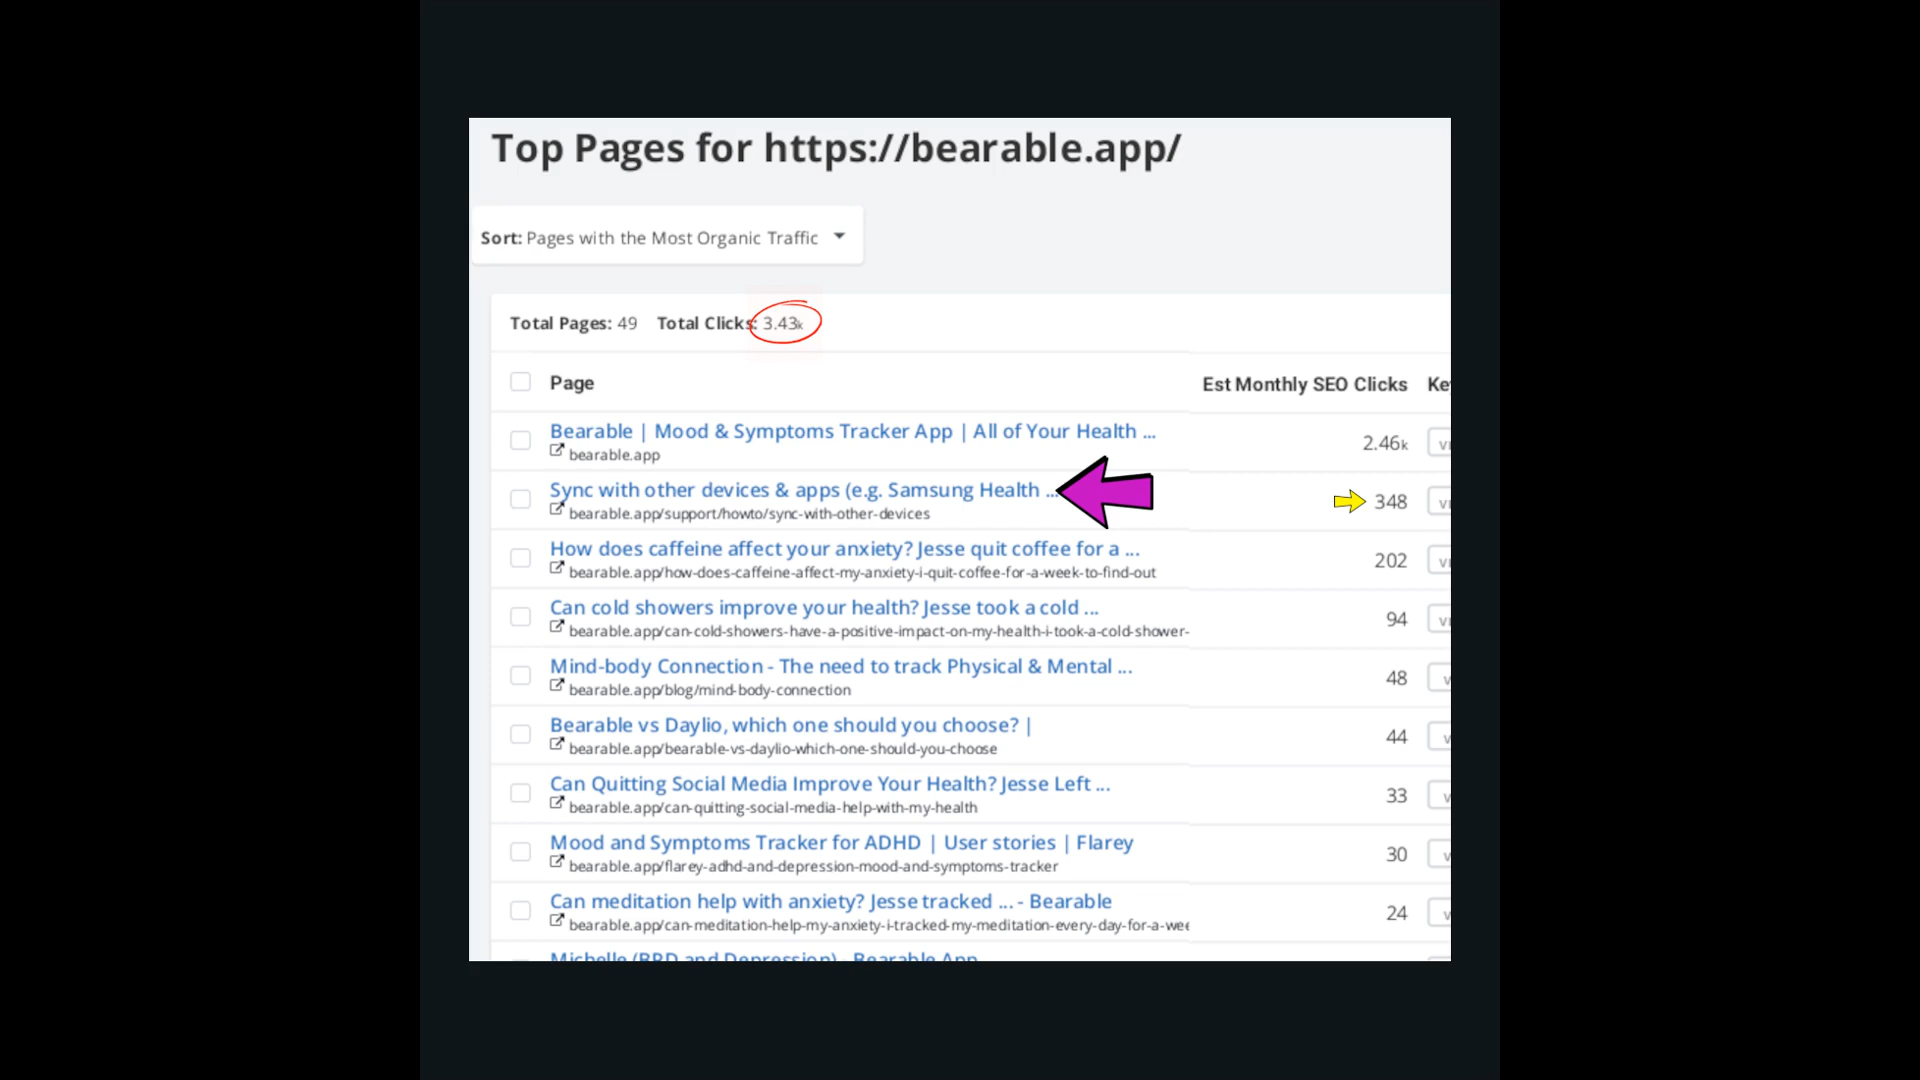 Top Pages for https://bearable.app/
Sort: Pages with the Most Organic Traffic
Total Pages: 49 Total Clicks: 3.43k
Page Est Monthly SEO Clicks
Bearable | Mood & Symptoms Tracker App | All of Your Health ...
bearable.app
2.46k
Sync with other devices & apps (e.g. Samsung Health ...
bearable.app/support/howto/sync-with-other-devices
348
How does caffeine affect your anxiety? Jesse quit coffee for a ...
bearable.app/how-does-caffeine-affect-my-anxiety-i-quit-coffee-for-a-week-to-find-out
202
Can cold showers improve your health? Jesse took a cold ...
bearable.app/can-cold-showers-have-a-positive-impact-on-my-health-i-took-a-cold-shower-
94
Mind-body Connection - The need to track Physical & Mental ...
bearable.app/blog/mind-body-connection
48
Bearable vs Daylio, which one should you choose? |
bearable.app/bearable-vs-daylio-which-one-should-you-choose
44
Can Quitting Social Media Improve Your Health? Jesse Left ...
bearable.app/can-quitting-social-media-help-with-my-health
33
Mood and Symptoms Tracker for ADHD | User stories | Flarey
bearable.app/flarey-adhd-and-depression-mood-and-symptoms-tracker
30
Can meditation help with anxiety? Jesse tracked ... - Bearable
bearable.app/can-meditation-help-my-anxiety-i-tracked-my-meditation-every-day-for-a-wee
24
Michelle (BPD and Depression) - Bearable App